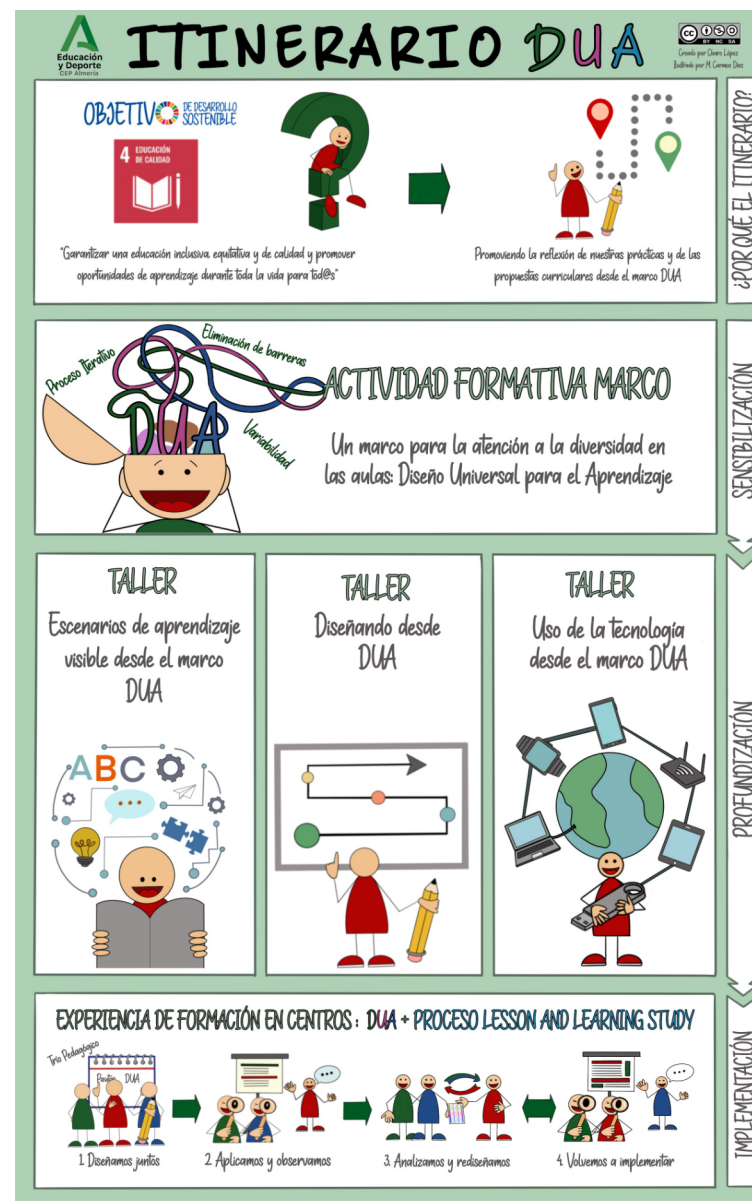 Educación
y Deporte
CEP Almería
ITINERARIO DUA
CC BY NC SA
Creado por Charo López
Ilustrado por M. Carmen Díez
OBJETIVO DE DESARROLLO
SOSTENIBLE
4 EDUCACIÓN
DE CALIDAD
"Garantizar una educación inclusiva, equitativa y de calidad y promover
oportunidades de aprendizaje durante toda la vida para tod@s"
Promoviendo la reflexión de nuestras prácticas y de las
propuestas curriculares desde el marco DUA
¿POR QUÉ EL ITINERARIO?
Proceso Iterativo
Eliminación de barreras
Variabilidad
DUA
ACTIVIDAD FORMATIVA MARCO
Un marco para la atención a la diversidad en
las aulas: Diseño Universal para el Aprendizaje
SENSIBILIZACIÓN
TALLER
Escenarios de aprendizaje
visible desde el marco
DUA
ABC
TALLER
Diseñando desde
DUA
TALLER
Uso de la tecnología
desde el marco DUA
PROFUNDIZACIÓN
EXPERIENCIA DE FORMACIÓN EN CENTROS : DUA + PROCESO LESSON AND LEARNING STUDY
Trío Pedagógico
DUA
1. Diseñamos juntos
2. Aplicamos y observamos
3. Analizamos y rediseñamos
4. Volvemos a implementar
IMPLEMENTACIÓN